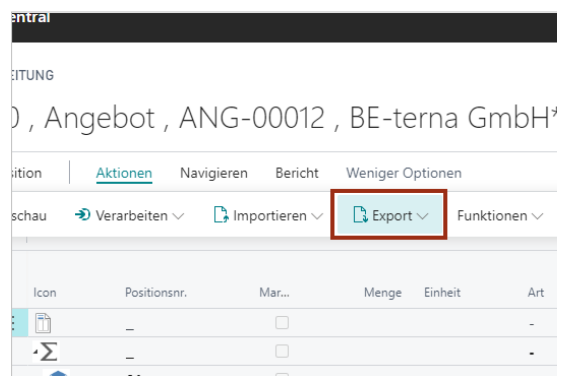 entral
EITUNG
0 , Angebot , ANG-00012 , BE-terna GmbH*
sition | Aktionen Navigieren Bericht Weniger Optionen
schau Verarbeiten Importieren Export Funktionen
Icon Positionsnr. Mar... Menge Einheit Art
_ -
Σ _ -